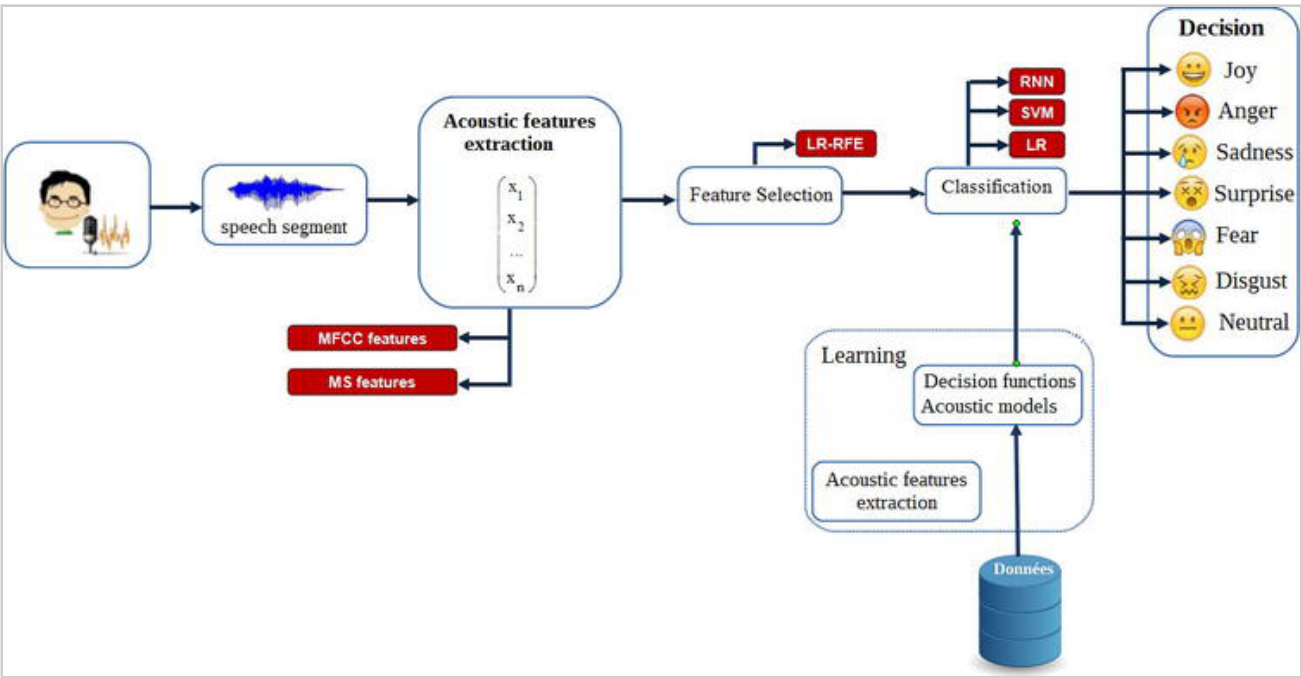 speech segment
Acoustic features
extraction
x1
x2
...
xn
MFCC features
MS features
LR-RFE
Feature Selection
RNN
SVM
LR
Classification
Decision
Joy
Anger
Sadness
Surprise
Fear
Disgust
Neutral
Learning
Decision functions
Acoustic models
Acoustic features
extraction
Données